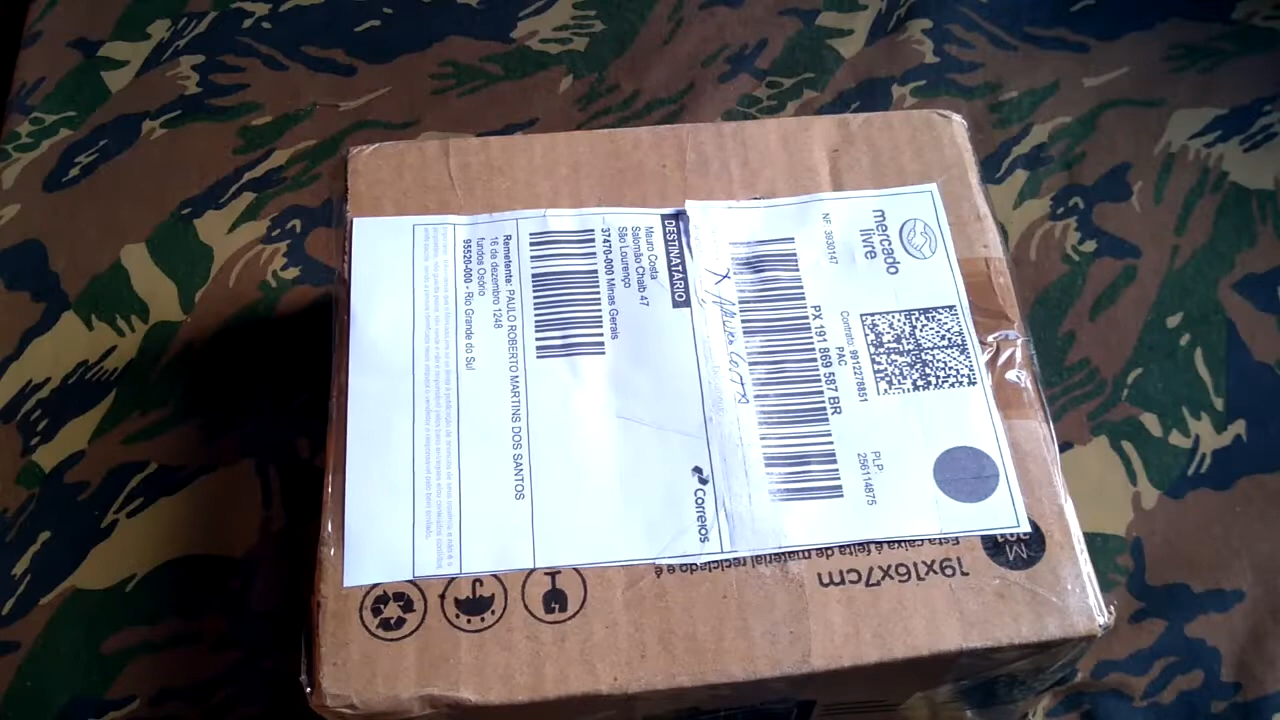 mercado
livre
NF: 3930147
Contrato: 9912278851
PAC
PLP:
256114875
PX 191 869 587 BR
X Mauro Costa
DESTINATÁRIO
Correios
Mauro Costa
Salomão Chaib 47
São Lourenço
37470-000 Minas Gerais
Remetente: PAULO ROBERTO MARTINS DOS SANTOS
16 de dezembro 1248
fundos Osório
95520-000 - Rio Grande do Sul
M
19x16x7cm
Esta caixa é feita de material reciclado e é